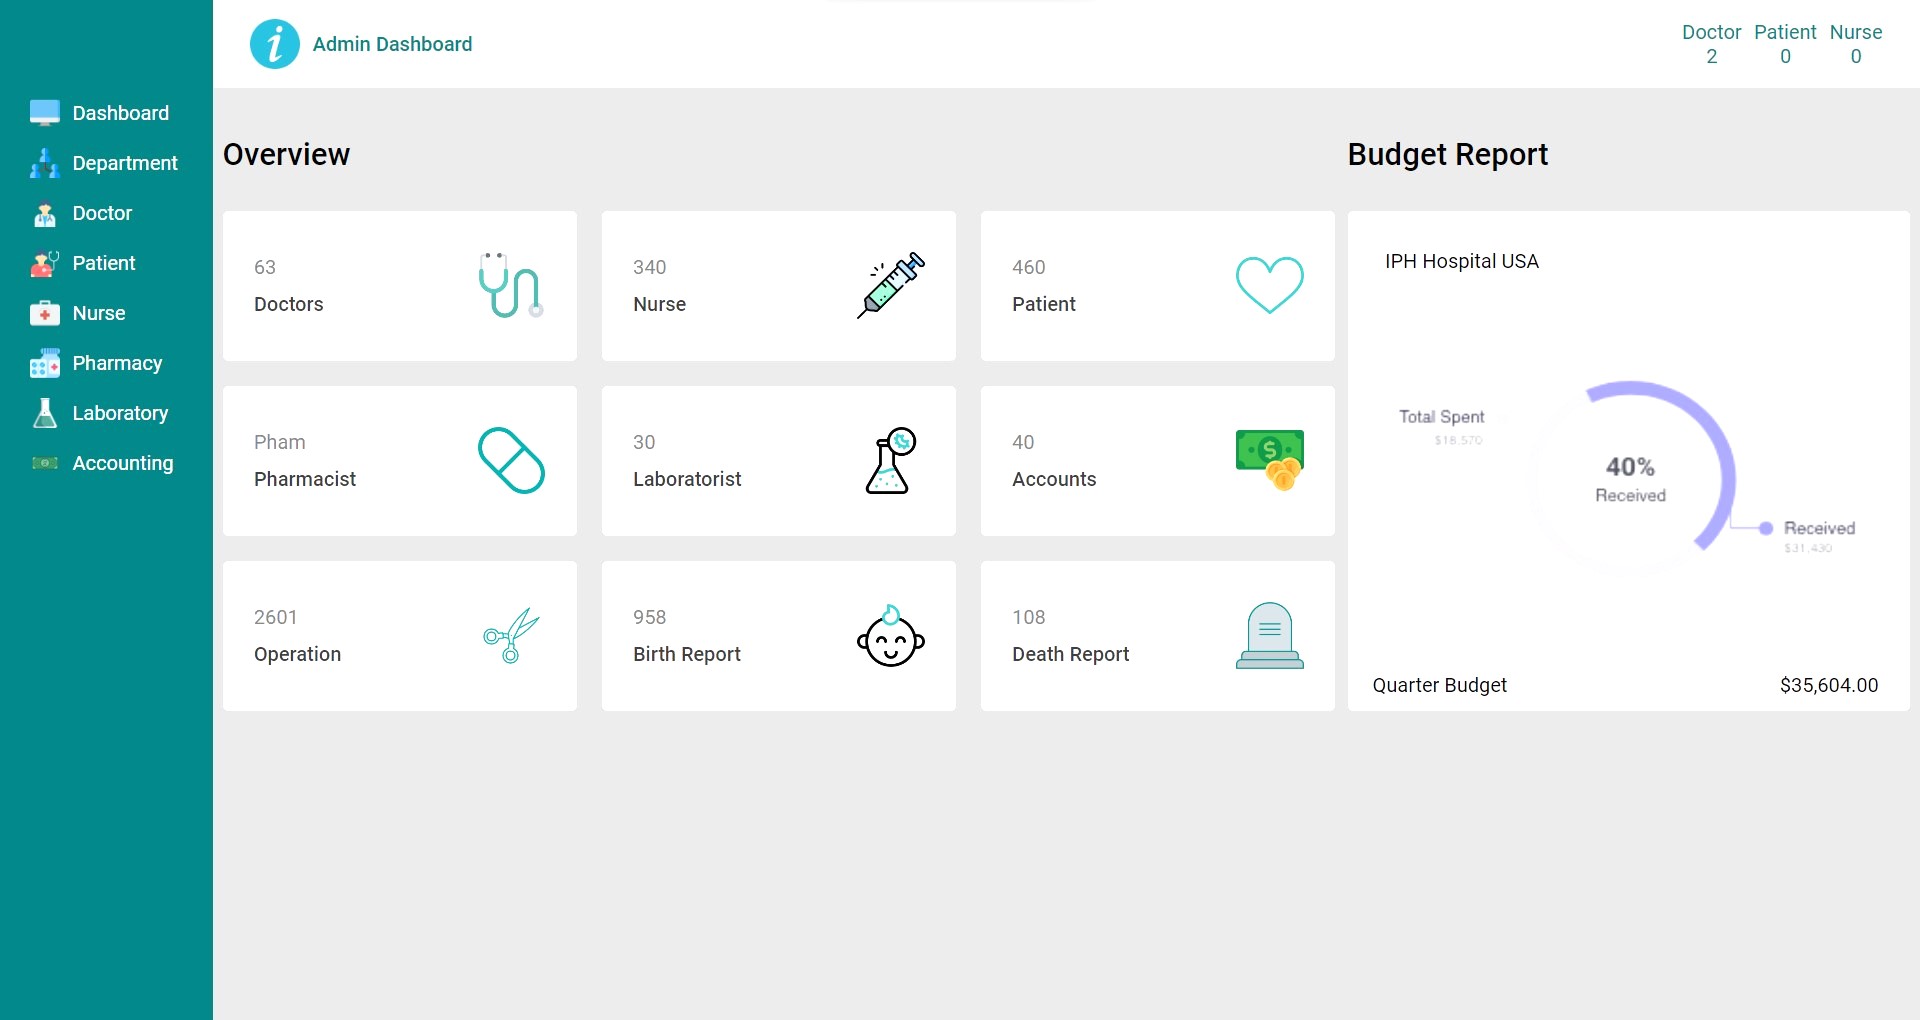 Admin Dashboard
Doctor Patient Nurse
2 0 0
Dashboard
Department
Doctor
Patient
Nurse
Pharmacy
Laboratory
Accounting
Overview
63
Doctors
340
Nurse
460
Patient
Pham
Pharmacist
30
Laboratorist
40
Accounts
2601
Operation
958
Birth Report
108
Death Report
Budget Report
IPH Hospital USA
Total Spent
$18,570
40%
Received
Received
$31,430
Quarter Budget $35,604.00